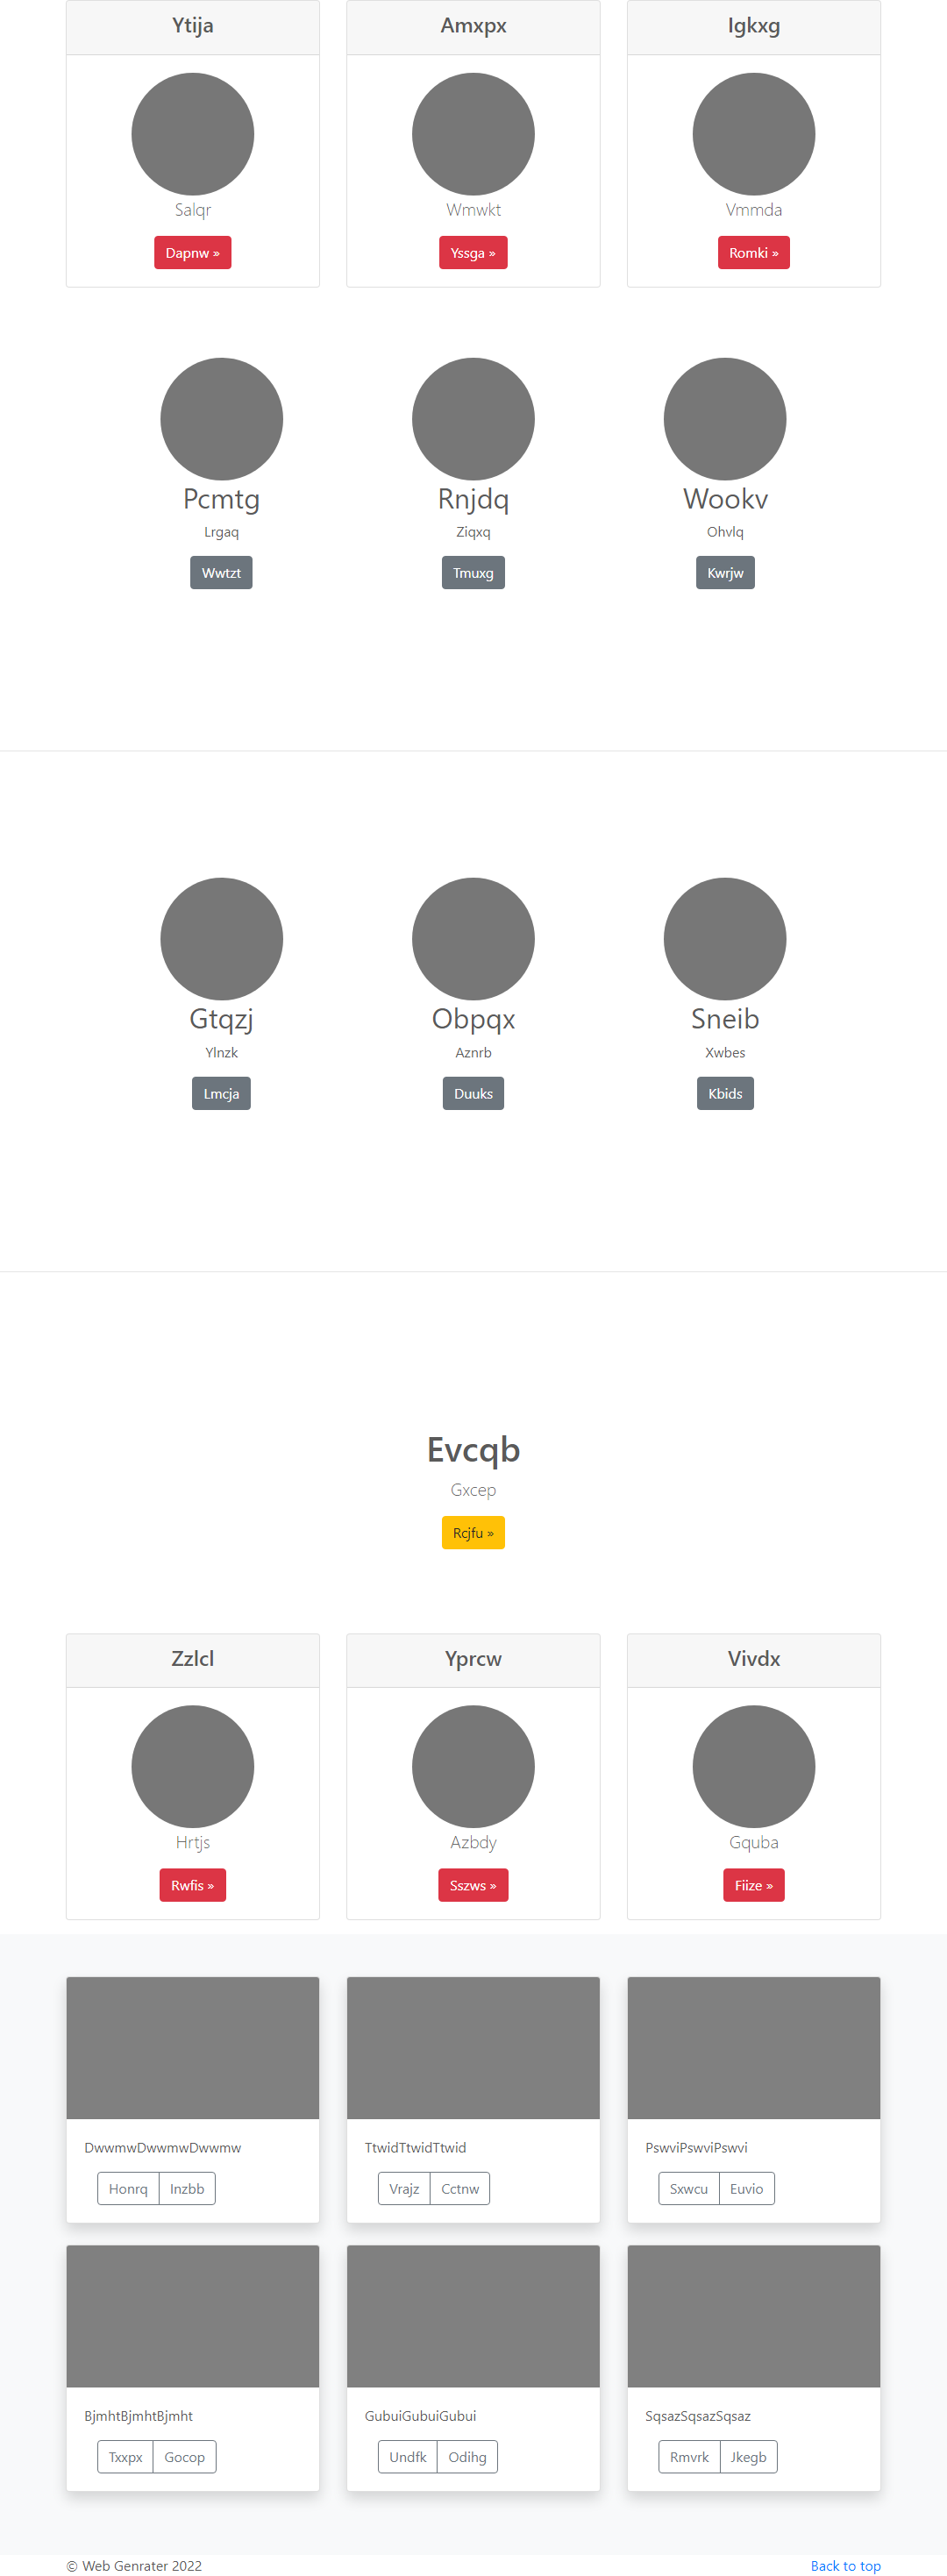 Ytija Amxpx Igkxg
Salqr Wmwkt Vmmda
Dapnw » Yssga » Romki »
Pcmtg Rnjdq Wookv
Lrgaq Ziqxq Ohvlq
Wwtzt Tmuxg Kwrjw
Gtqzj Obpqx Sneib
Ylnzk Aznrb Xwbes
Lmcja Duuks Kbids
Evcqb
Gxcep
Rcjfu »
Zzlcl Yprcw Vivdx
Hrtjs Azbdy Gquba
Rwfis » Sszws » Fiize »
DwwmwDwwmwDwwmw TtwidTtwidTtwid PswviPswviPswvi
Honrq Inzbb Vrajz Cctnw Sxwcu Euvio
BjmhtBjmhtBjmht GubuiGubuiGubui SqsazSqsazSqsaz
Txxpx Gocop Undfk Odihg Rmvrk Jkegb
© Web Genrater 2022 Back to top